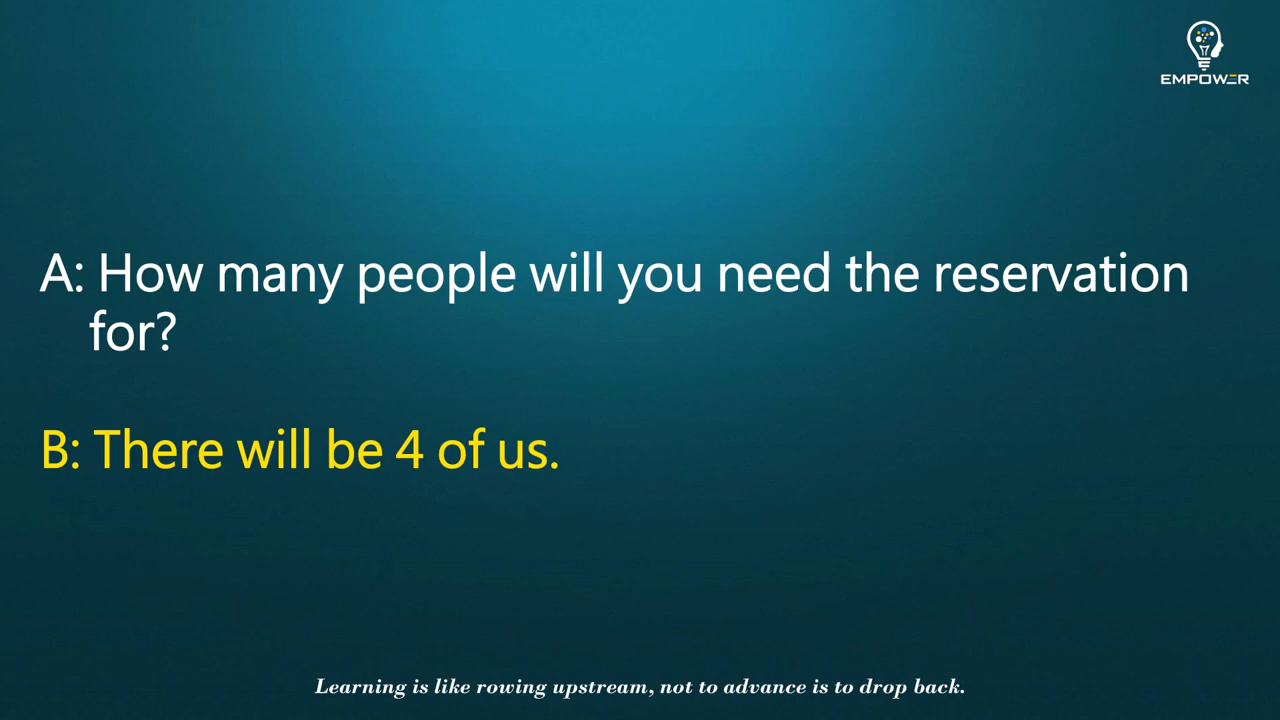 EMPOWER
A: How many people will you need the reservation
for?
B: There will be 4 of us.
Learning is like rowing upstream, not to advance is to drop back.